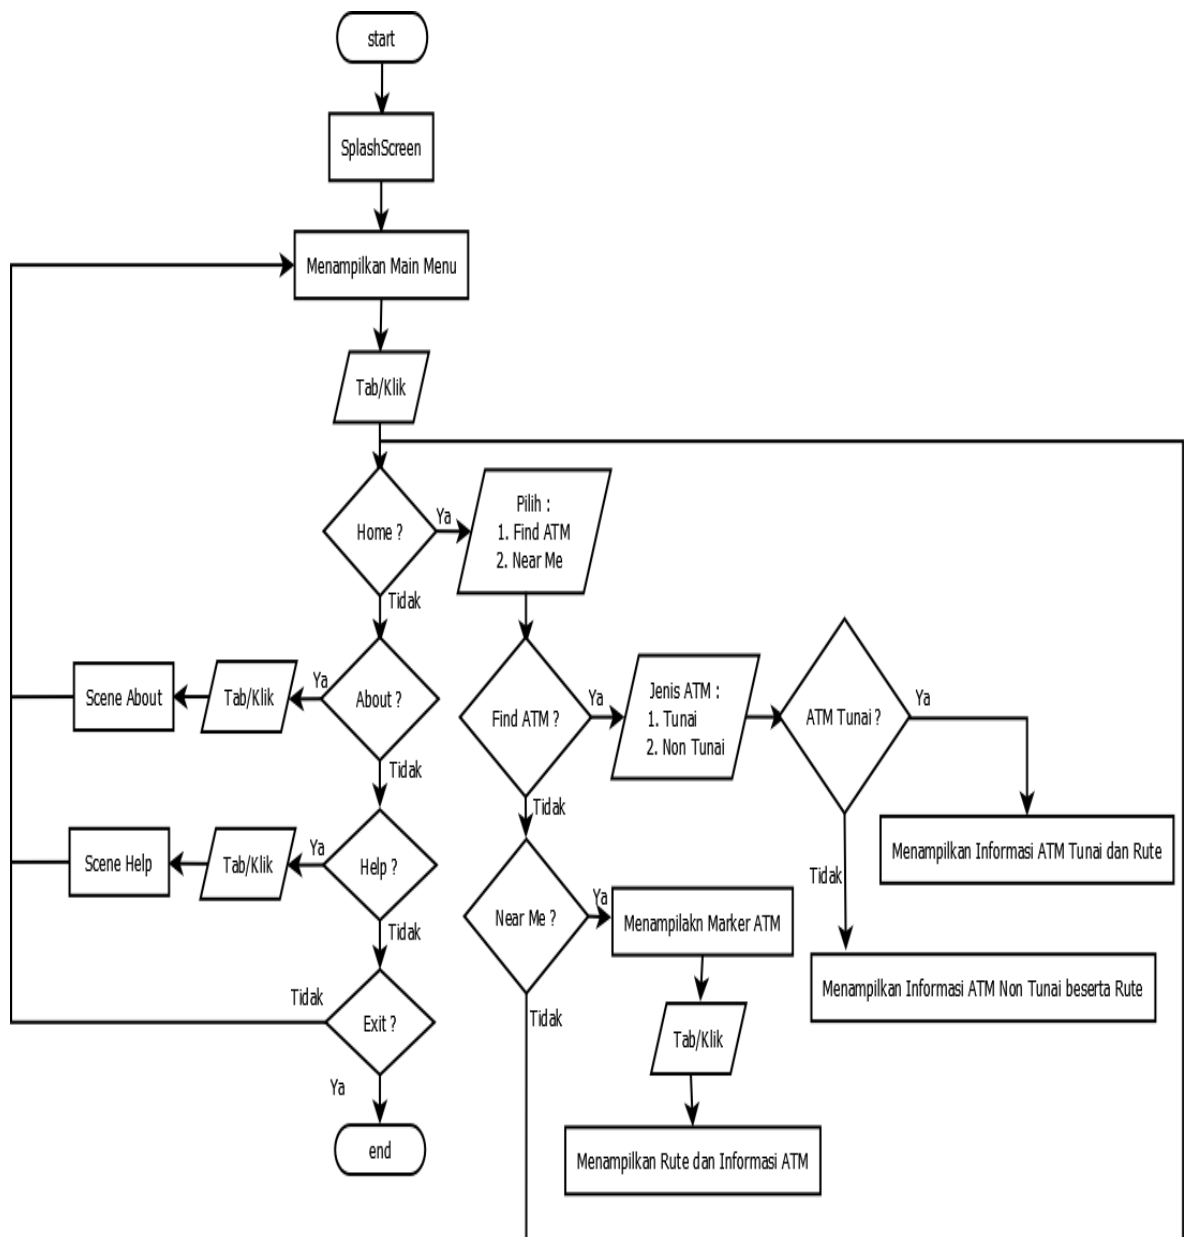 start
SplashScreen
Menampilkan Main Menu
Tab/Klik
Home ?
Ya
Pilih :
1. Find ATM
2. Near Me
Tidak
About ?
Ya
Tab/Klik
Scene About
Find ATM ?
Ya
Jenis ATM :
1. Tunai
2. Non Tunai
ATM Tunai ?
Ya
Tidak
Tidak
Menampilkan Informasi ATM Tunai dan Rute
Help ?
Ya
Tab/Klik
Scene Help
Tidak
Near Me ?
Ya
Menampilakn Marker ATM
Tidak
Menampilkan Informasi ATM Non Tunai beserta Rute
Tidak
Exit ?
Tidak
Tab/Klik
Ya
end
Menampilkan Rute dan Informasi ATM